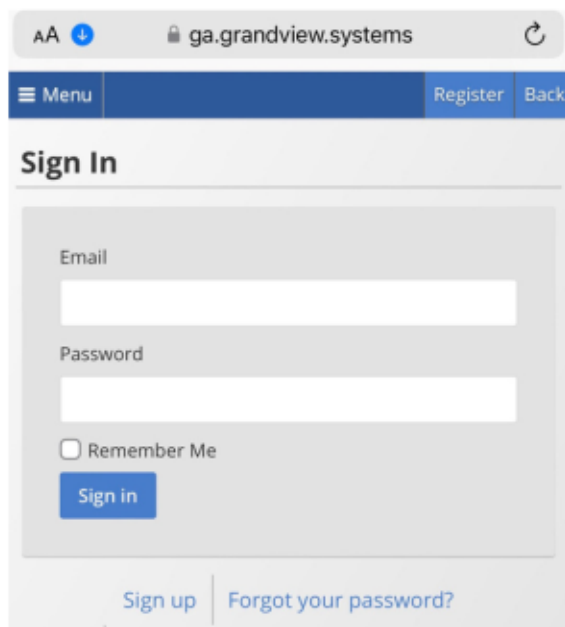 AA ga.grandview.systems
Menu Register Back
Sign In
Email
Password
Remember Me
Sign in
Sign up Forgot your password?